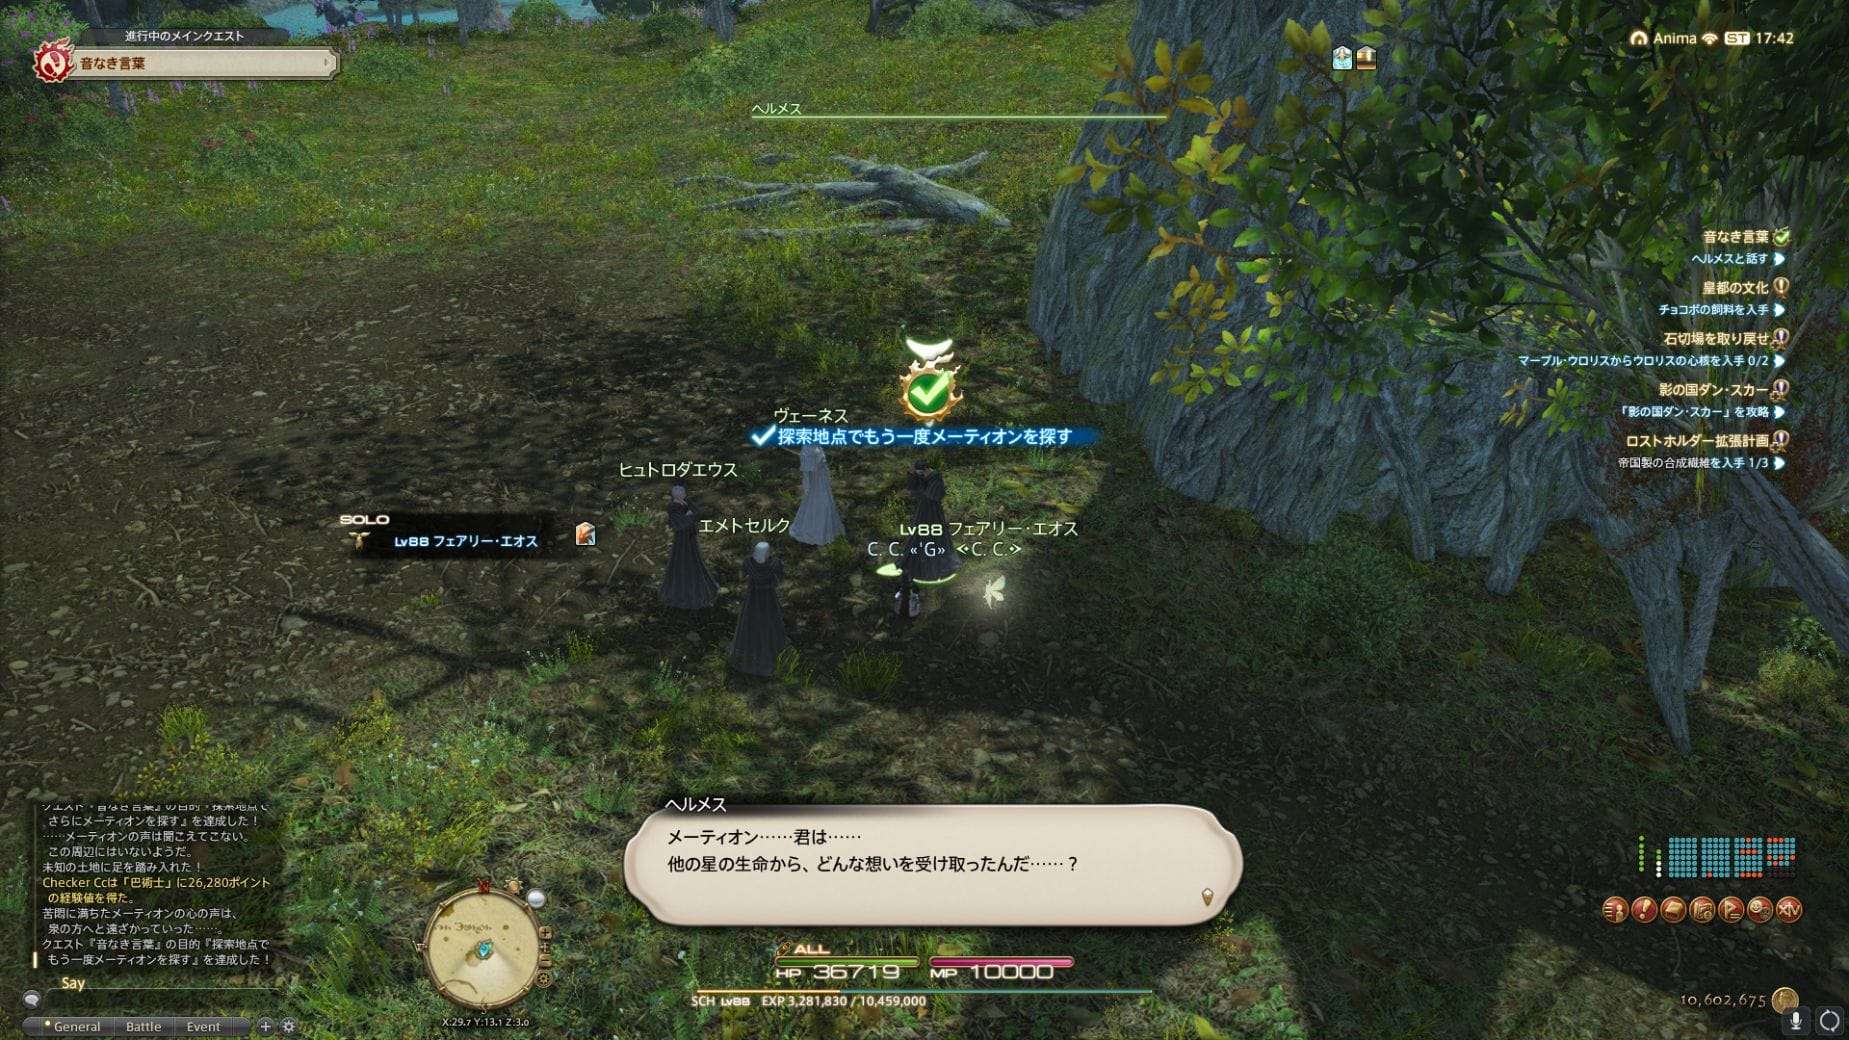 進行中のメインクエスト
音なき言葉
Anima ST 17:42
ヘルメス
音なき言葉
ヘルメスと話す
皇都の文化
チョコボの飼料を入手
石切場を取り戻せ
マーブル・ウロリスからウロリスの心核を入手 0/2
影の国ダン・スカー
「影の国ダン・スカー」を攻略
ロストホルダー拡張計画
帝国製の合成繊維を入手 1/3
ヴェーネス
探索地点でもう一度メーティオンを探す
ヒュトロダエウス
エメトセルク
SOLO
Lv88 フェアリー・エオス
Lv88 フェアリー・エオス
C. C. «'G» <・C. C.・>
ヘルメス
メーティオン……君は……
他の星の生命から、どんな想いを受け取ったんだ……？
クエスト『音なき言葉』の目的『探索地点で
さらにメーティオンを探す』を達成した！
……メーティオンの声は聞こえてこない。
この周辺にはいないようだ。
未知の土地に足を踏み入れた！
Checker Ccは「巴術士」に26,280ポイント
の経験値を得た。
苦悶に満ちたメーティオンの心の声は、
泉の方へと遠ざかっていった……。
クエスト『音なき言葉』の目的『探索地点で
もう一度メーティオンを探す』を達成した！
Say
General Battle Event
X:29.7 Y:13.1 Z:3.0
ALL
HP 36719 MP 10000
SCH Lv88 EXP 3,281,830 / 10,459,000
10,602,675